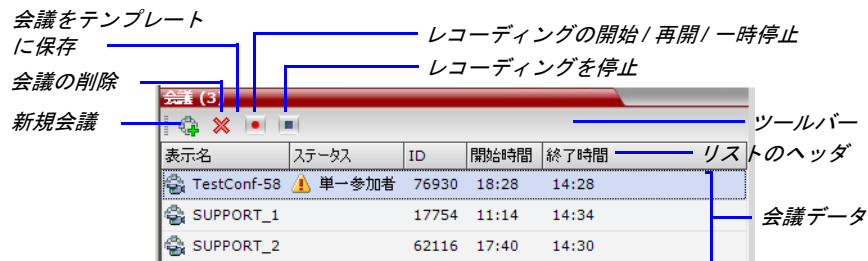 会議をテンプレート
に保存
レコーディングの開始 / 再開 / 一時停止
会議の削除
レコーディングを停止
会議 (3)
新規会議
ツールバー
表示名 ステータス ID 開始時間 終了時間
リストのヘッダ
TestConf-58 単一参加者 76930 18:28 14:28
会議データ
SUPPORT_1 17754 11:14 14:34
SUPPORT_2 62116 17:40 14:30